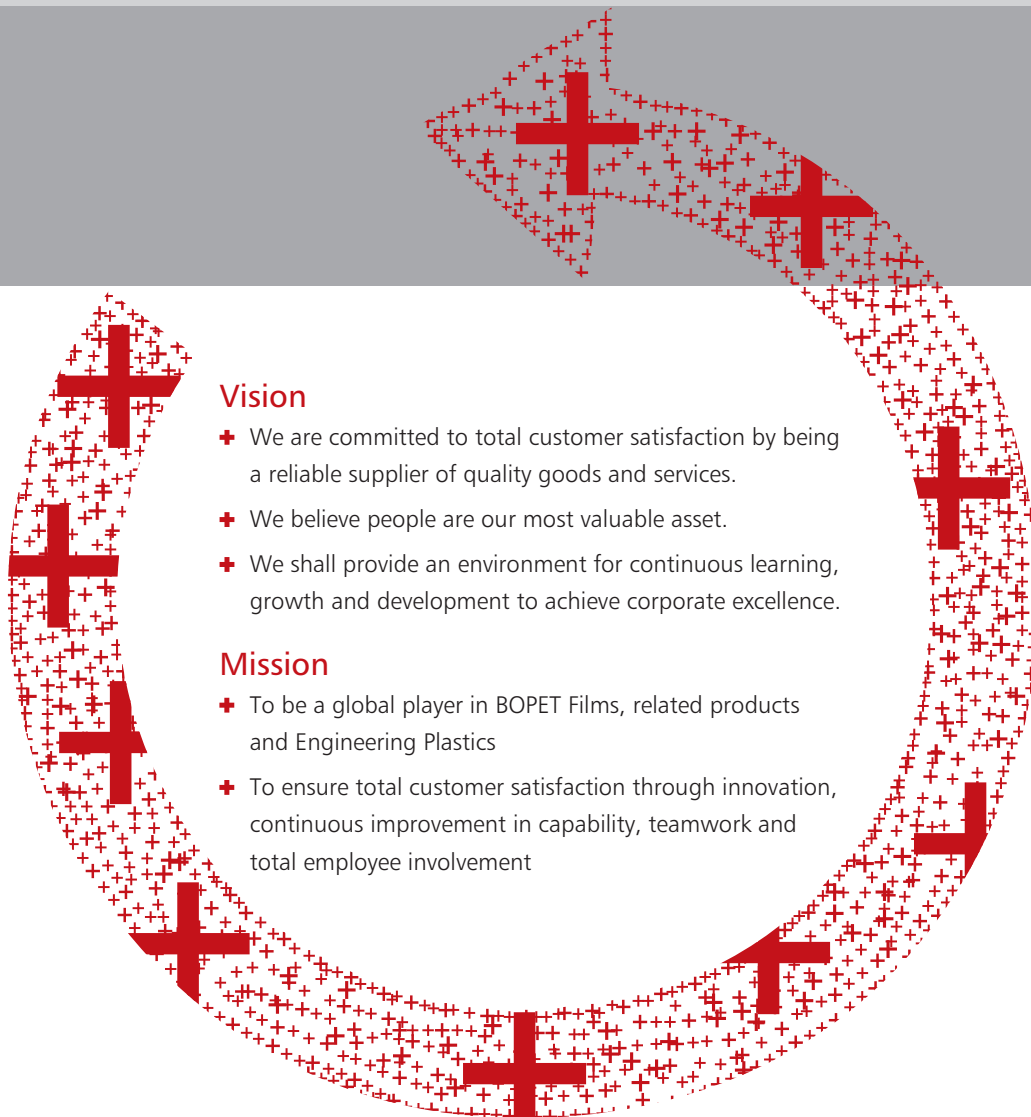 Vision
We are committed to total customer satisfaction by being
a reliable supplier of quality goods and services.
We believe people are our most valuable asset.
We shall provide an environment for continuous learning,
growth and development to achieve corporate excellence.
Mission
To be a global player in BOPET Films, related products
and Engineering Plastics
To ensure total customer satisfaction through innovation,
continuous improvement in capability, teamwork and
total employee involvement